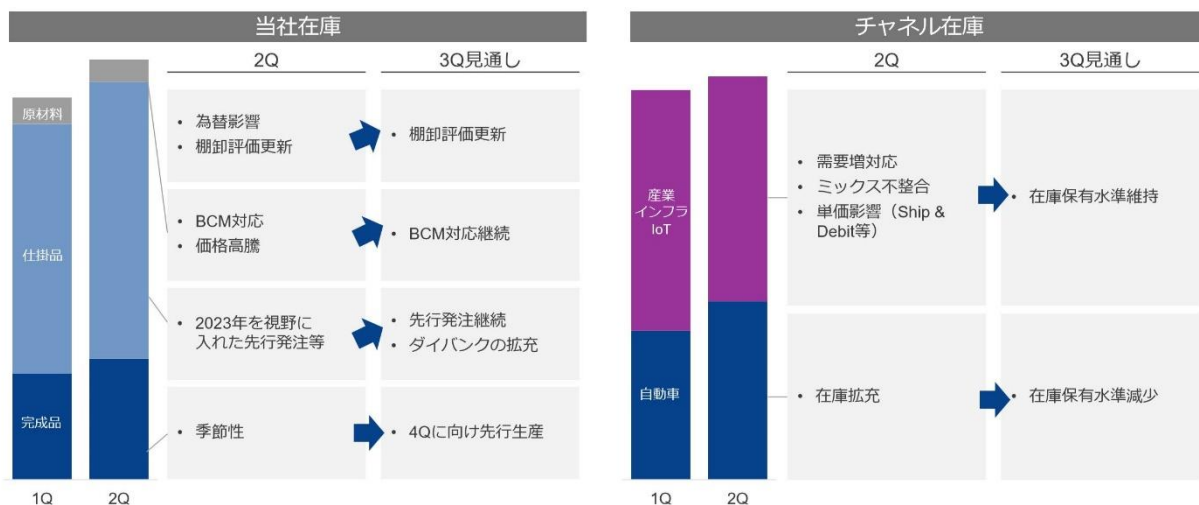 当社在庫
2Q
3Q見通し
原材料
仕掛品
完成品
1Q
2Q
• 為替影響
• 棚卸評価更新
• 棚卸評価更新
• BCM対応
• 価格高騰
• BCM対応継続
• 2023年を視野に
入れた先行発注等
• 先行発注継続
• ダイバンクの拡充
• 季節性
• 4Qに向け先行生産
チャネル在庫
2Q
3Q見通し
産業
インフラ
IoT
自動車
1Q
2Q
• 需要増対応
• ミックス不整合
• 単価影響（Ship &
Debit等）
• 在庫保有水準維持
• 在庫拡充
• 在庫保有水準減少